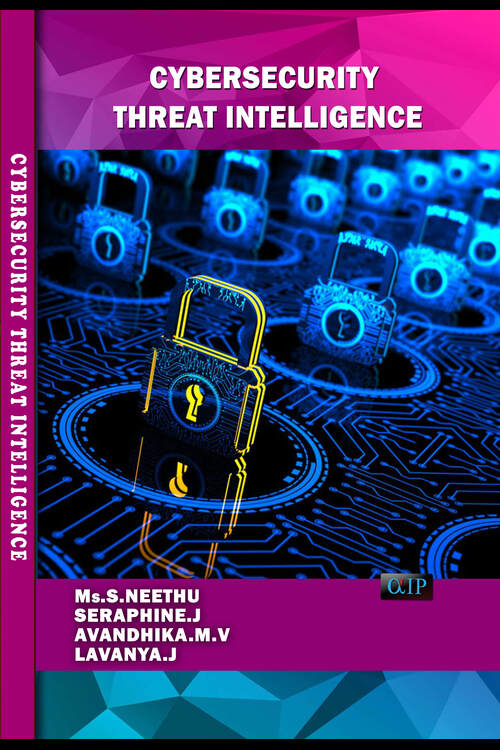 CYBERSECURITY
THREAT INTELLIGENCE
CYBERSECURITY THREAT INTELLIGENCE
Ms.S.NEETHU
SERAPHINE.J
AVANDHIKA.M.V
LAVANYA.J
αIP